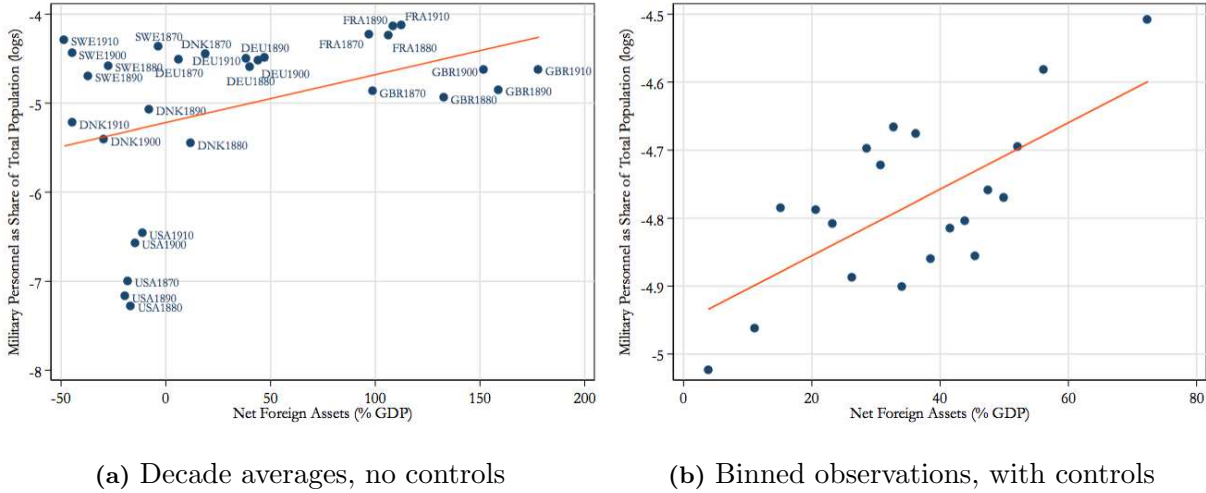 Military Personnel as Share of Total Population (logs)
-4
-5
-6
-7
-8
SWE1910
SWE1900
SWE1890
SWE1880
SWE1870
DNK1870
DEU1870
DEU1910
DEU1890
DEU1880
DEU1900
FRA1890
FRA1910
FRA1870
FRA1880
GBR1900
GBR1910
GBR1870
GBR1880
GBR1890
DNK1890
DNK1910
DNK1900
DNK1880
USA1910
USA1900
USA1870
USA1890
USA1880
-50
0
50
100
150
200
Net Foreign Assets (% GDP)
(a) Decade averages, no controls
Military Personnel as Share of Total Population (logs)
-4.5
-4.6
-4.7
-4.8
-4.9
-5
0
20
40
60
80
Net Foreign Assets (% GDP)
(b) Binned observations, with controls